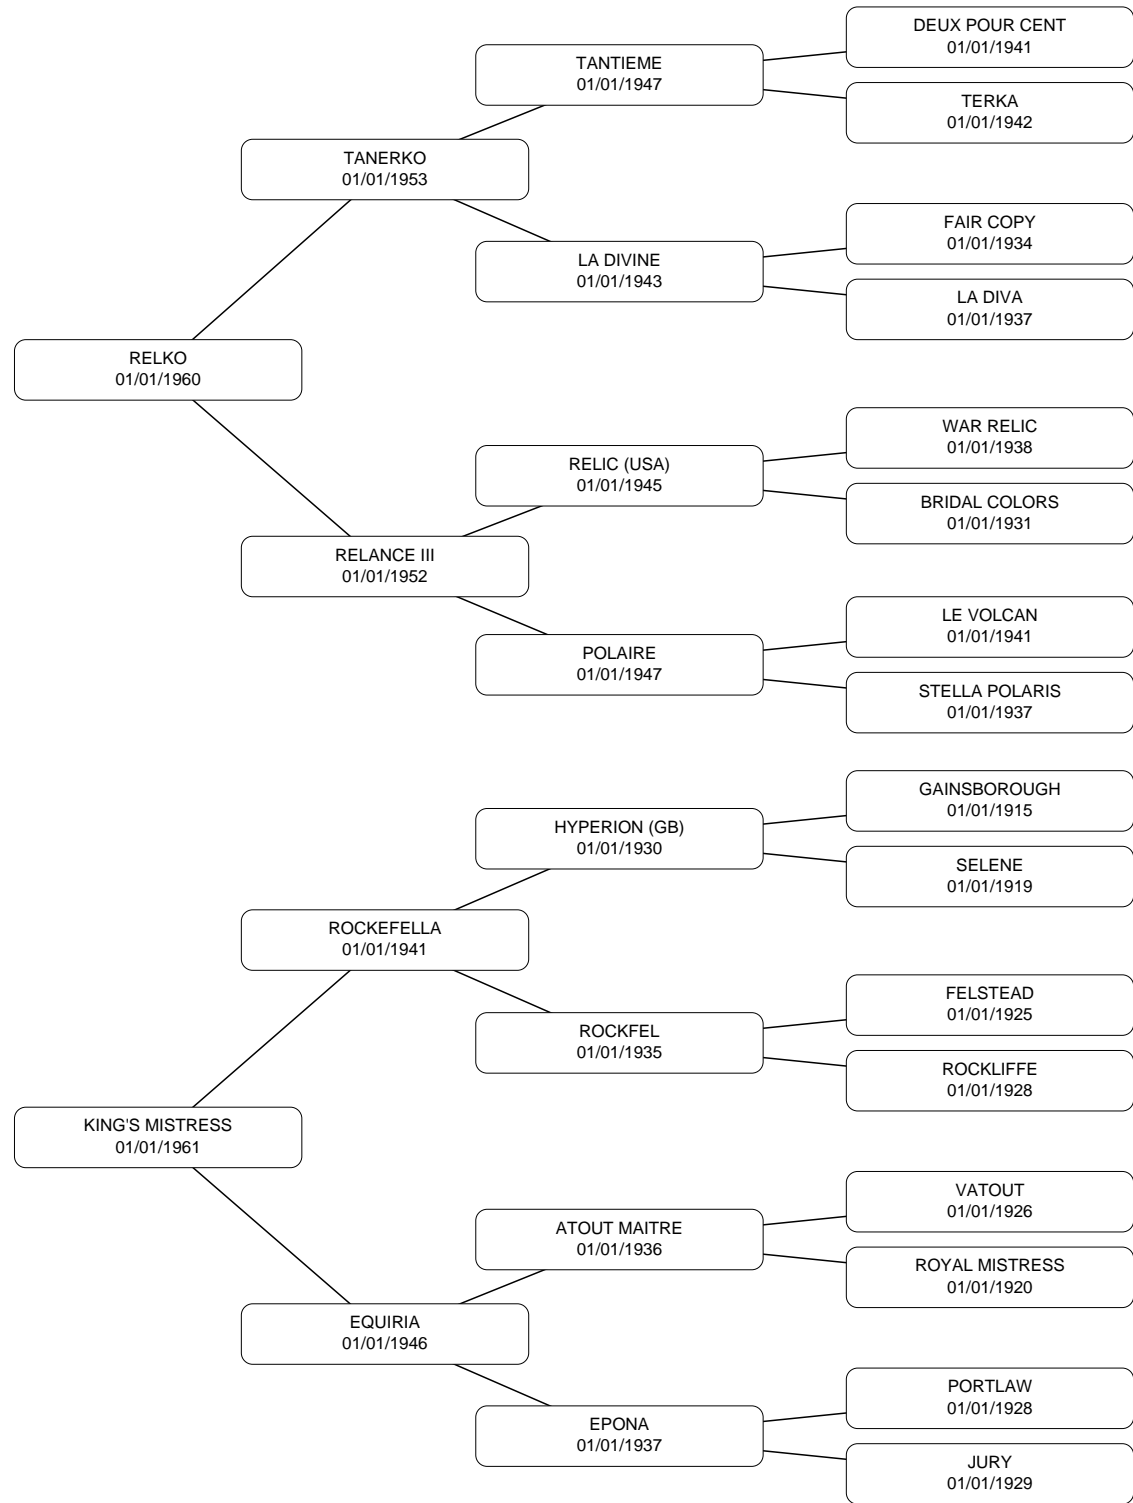 DEUX POUR CENT
01/01/1941
TANTIEME
01/01/1947
TERKA
01/01/1942
TANERKO
01/01/1953
FAIR COPY
01/01/1934
LA DIVINE
01/01/1943
LA DIVA
01/01/1937
RELKO
01/01/1960
WAR RELIC
01/01/1938
RELIC (USA)
01/01/1945
BRIDAL COLORS
01/01/1931
RELANCE III
01/01/1952
LE VOLCAN
01/01/1941
POLAIRE
01/01/1947
STELLA POLARIS
01/01/1937
GAINSBOROUGH
01/01/1915
HYPERION (GB)
01/01/1930
SELENE
01/01/1919
ROCKEFELLA
01/01/1941
FELSTEAD
01/01/1925
ROCKFEL
01/01/1935
ROCKLIFFE
01/01/1928
KING'S MISTRESS
01/01/1961
VATOUT
01/01/1926
ATOUT MAITRE
01/01/1936
ROYAL MISTRESS
01/01/1920
EQUIRIA
01/01/1946
PORTLAW
01/01/1928
EPONA
01/01/1937
JURY
01/01/1929